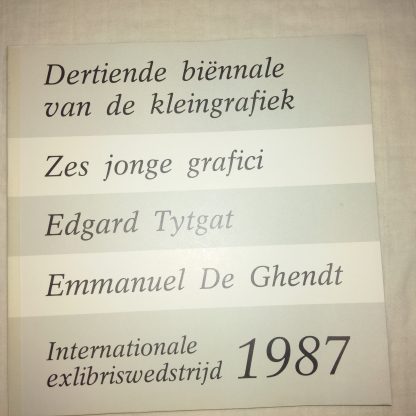 Dertiende biënnale
van de kleingrafiek
Zes jonge grafici
Edgard Tytgat
Emmanuel De Ghendt
Internationale
exlibriswedstrijd 1987